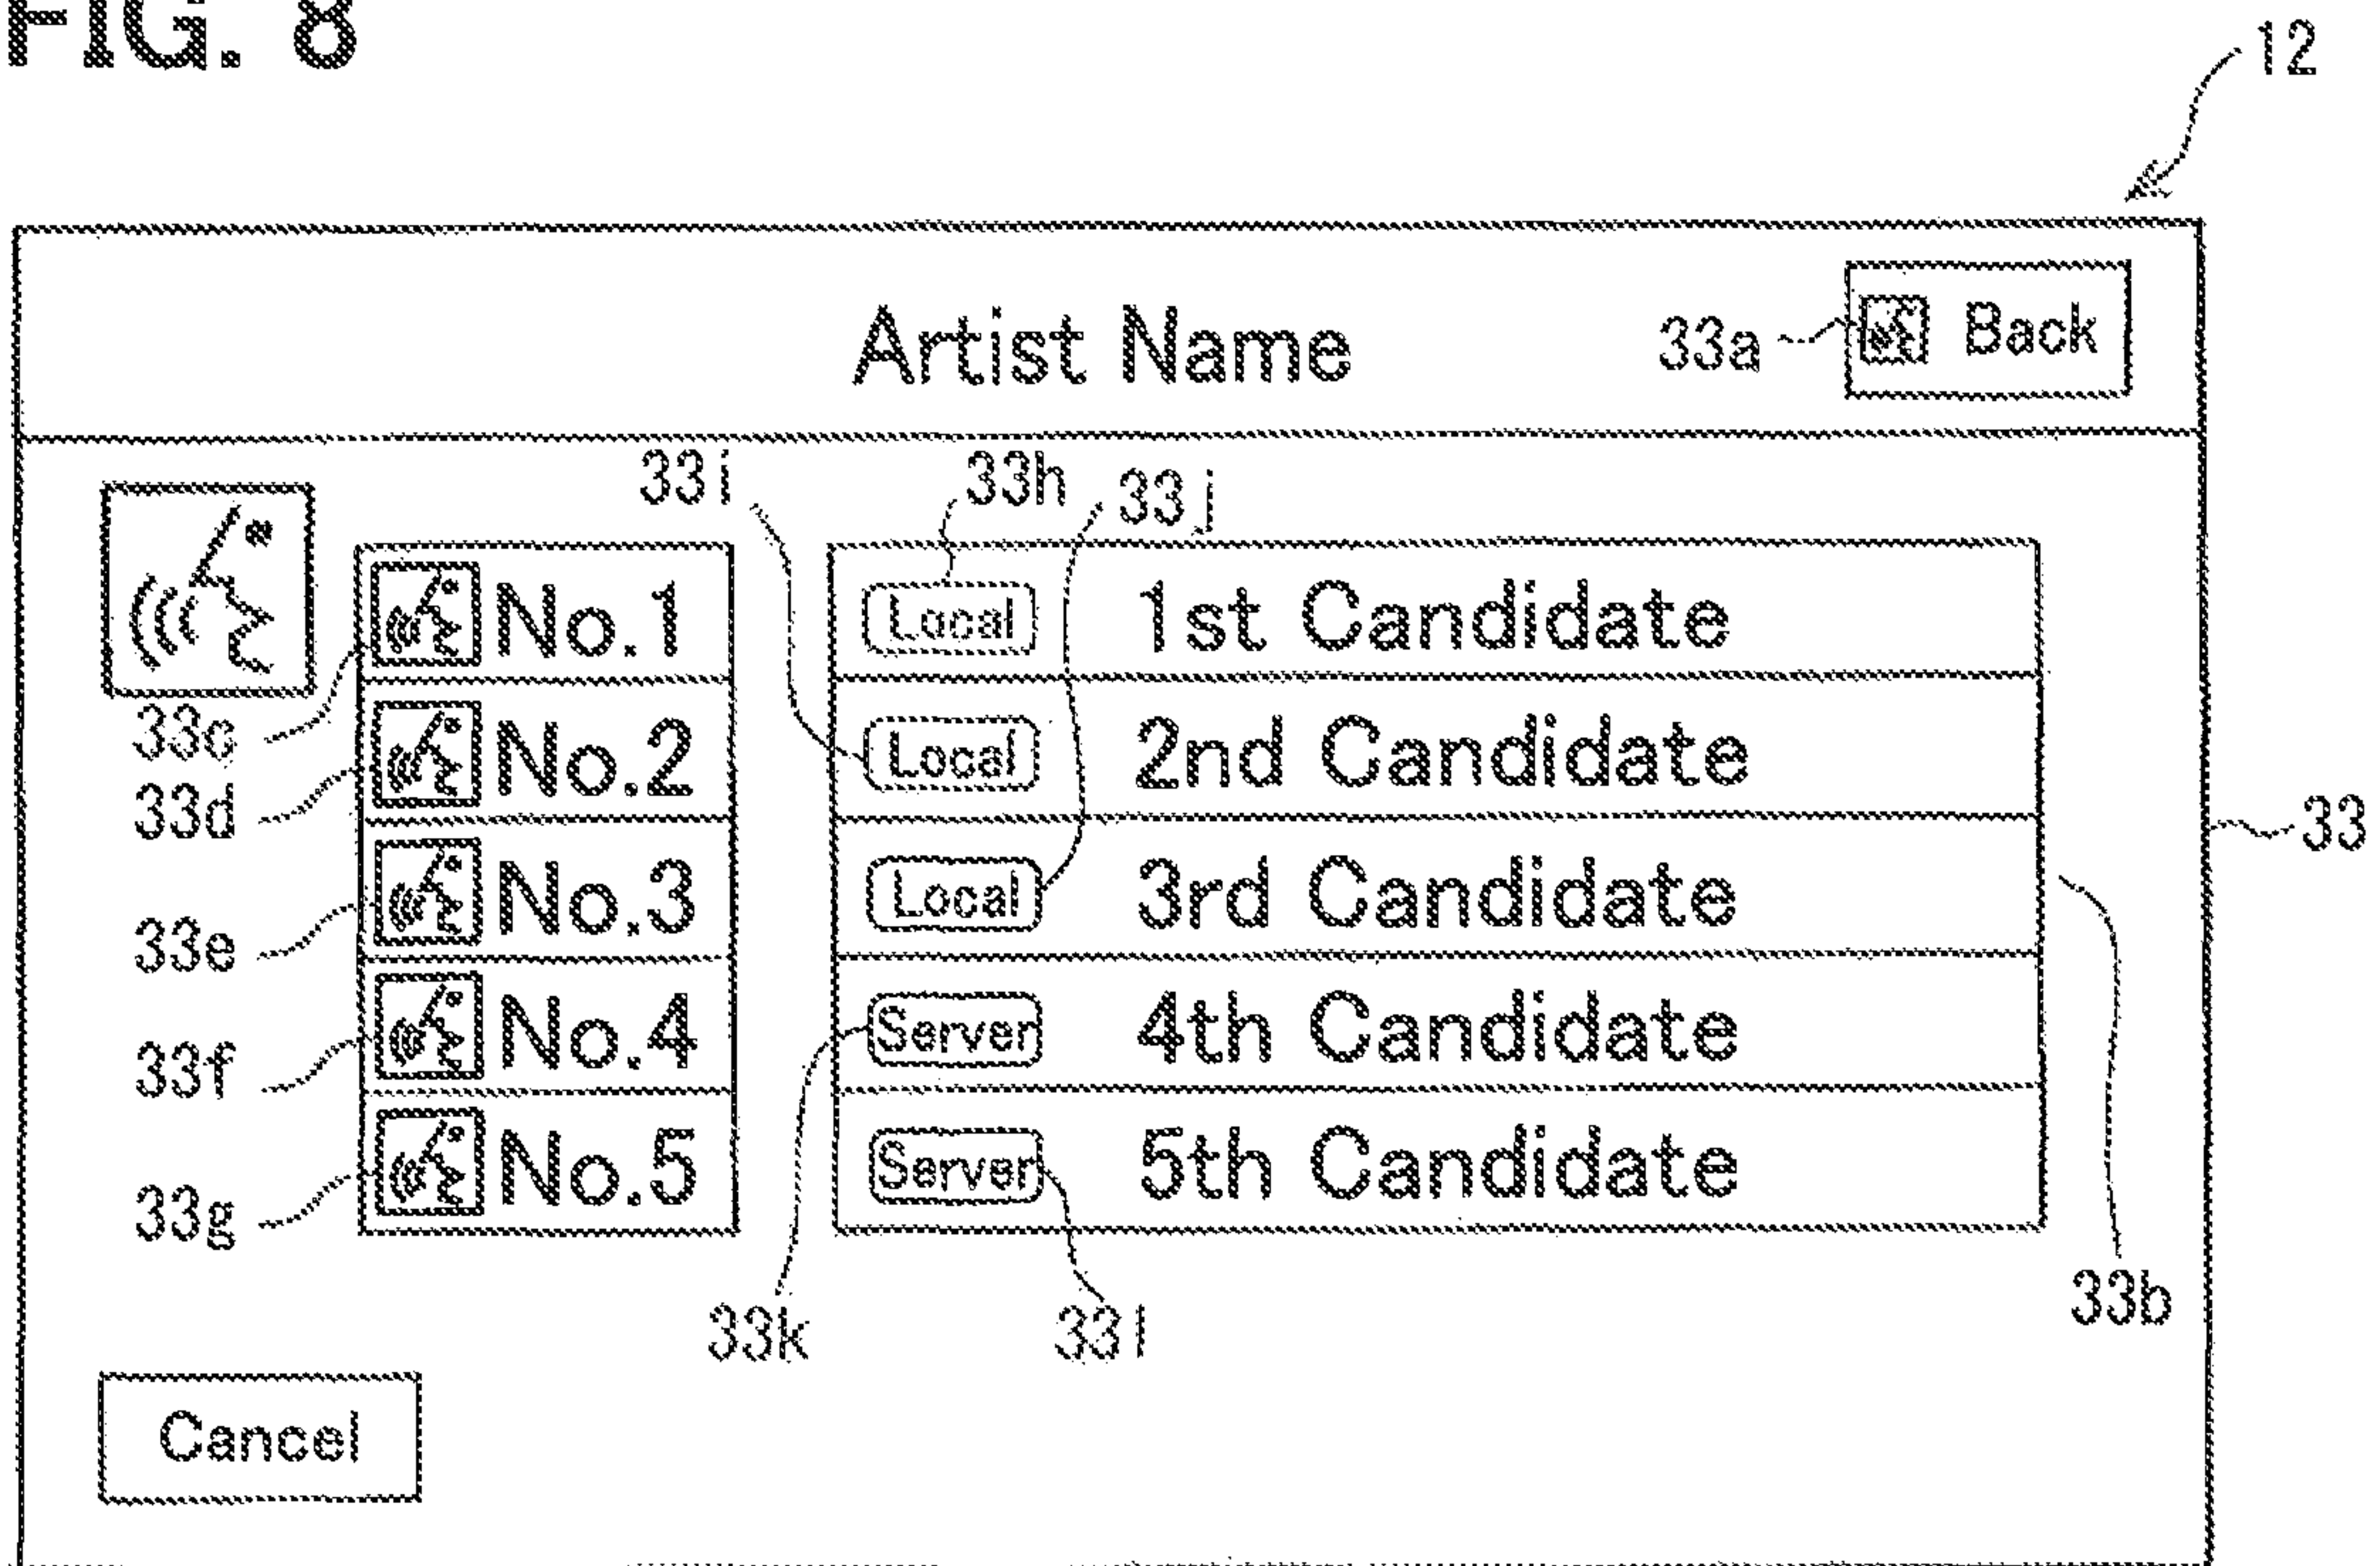 FIG. 8
12
Artist Name
33a
Back
33i
33h
33j
No.1
Local
1st Candidate
33c
No.2
Local
2nd Candidate
33d
33
No.3
Local
3rd Candidate
33e
No.4
Server
4th Candidate
33f
No.5
Server
5th Candidate
33g
33b
33k
33l
Cancel